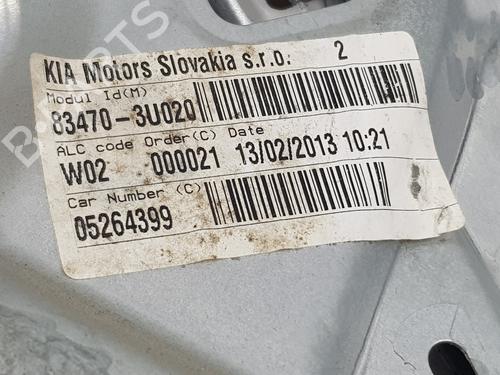 KIA Motors Slovakia s.r.o. 2
Modul Id(M)
83470-3U020
ALC code Order(C) Date
W02 000021 13/02/2013 10:21
Car Number (C)
05264399